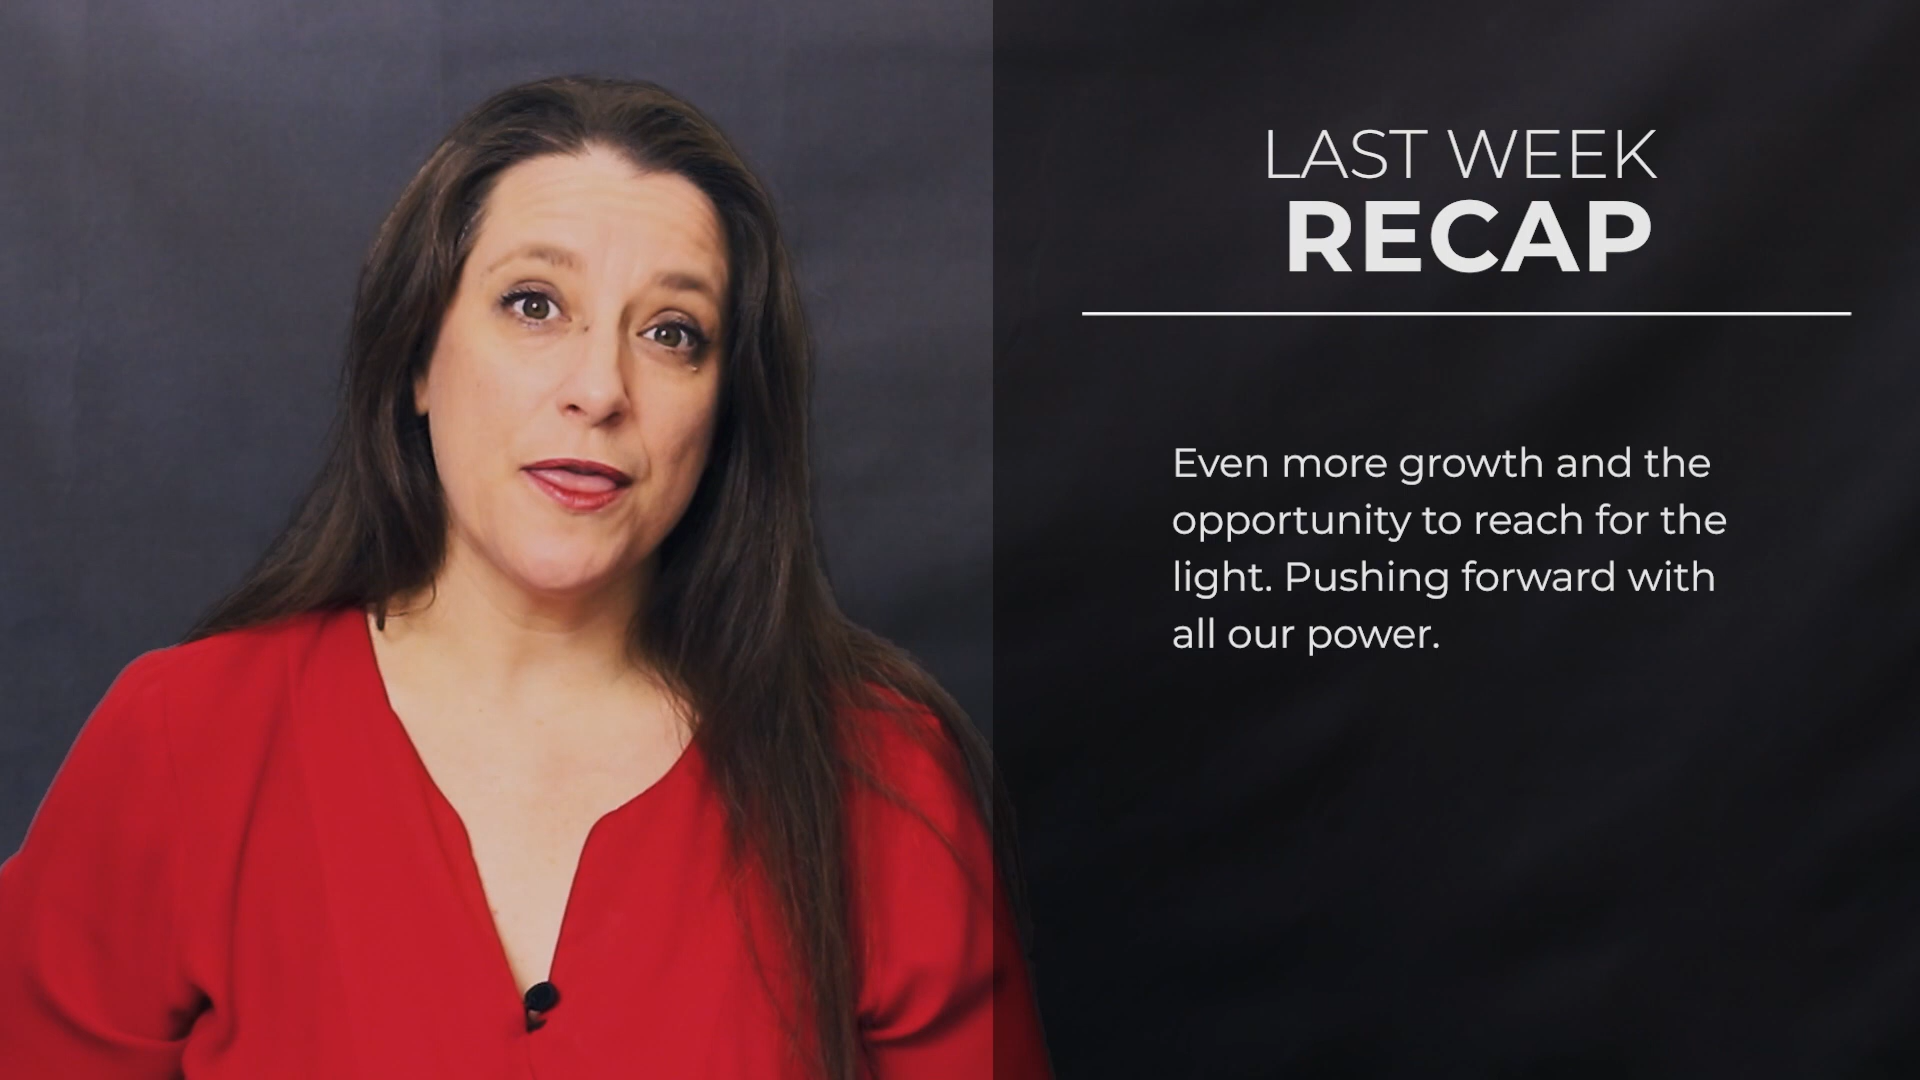 LAST WEEK
RECAP
Even more growth and the
opportunity to reach for the
light. Pushing forward with
all our power.